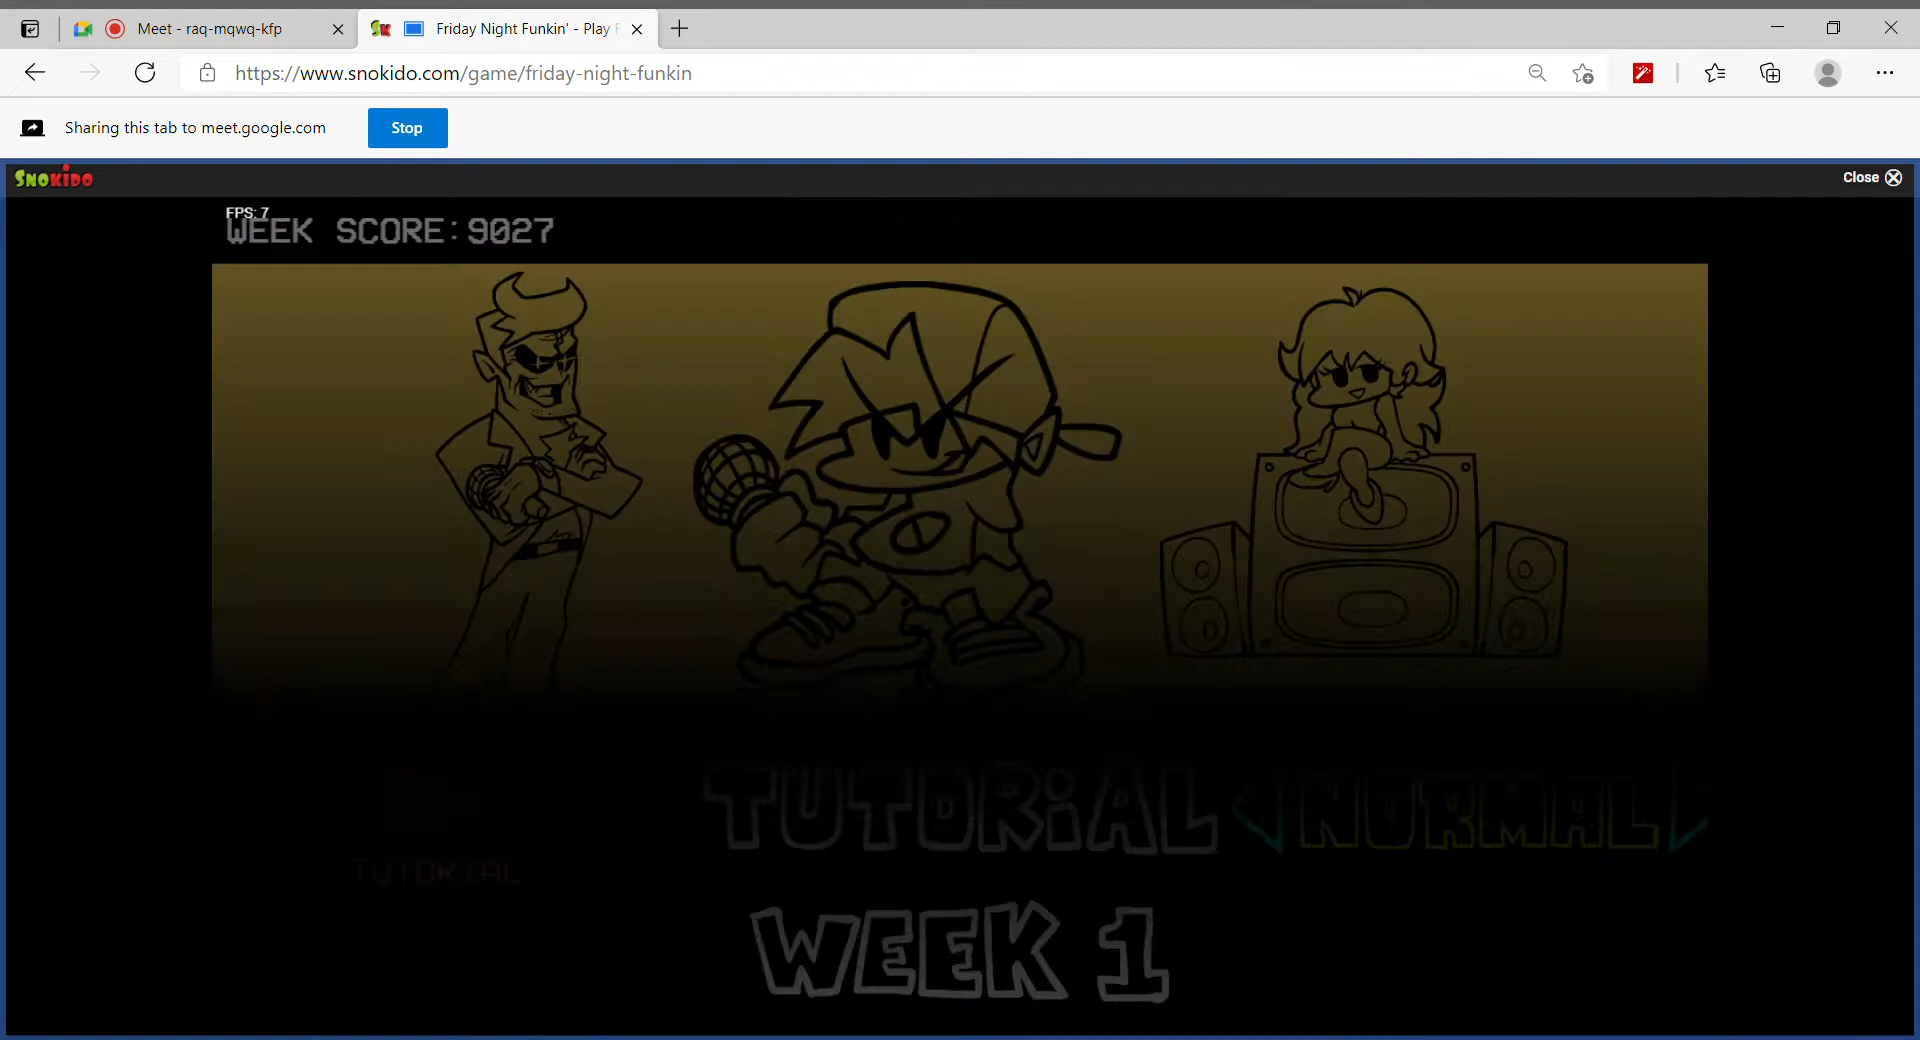 Meet - raq-mqwq-kfp
Friday Night Funkin' - Play
https://www.snokido.com/game/friday-night-funkin
Sharing this tab to meet.google.com
Stop
SNOKIDO
Close
FPS: 7
WEEK SCORE:9027
TUTORIAL
NORMAL
TUTORIAL
WEEK 1